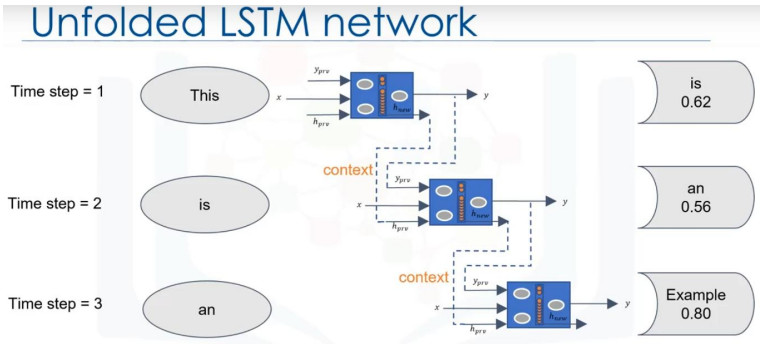 Unfolded LSTM network
Time step = 1
This
y_prv
x
h_prv
h_new
y
is
0.62
context
Time step = 2
is
y_prv
x
h_prv
h_new
y
an
0.56
context
Time step = 3
an
y_prv
x
h_prv
h_new
y
Example
0.80